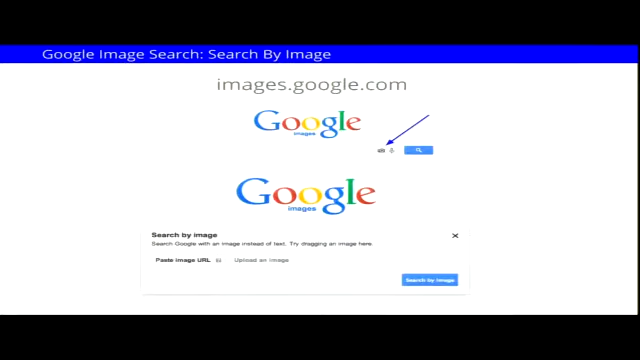 Google Image Search: Search By Image
images.google.com
Google
images
Google
images
Search by image
Search Google with an image instead of text. Try dragging an image here.
Paste image URL Upload an image
Search by image